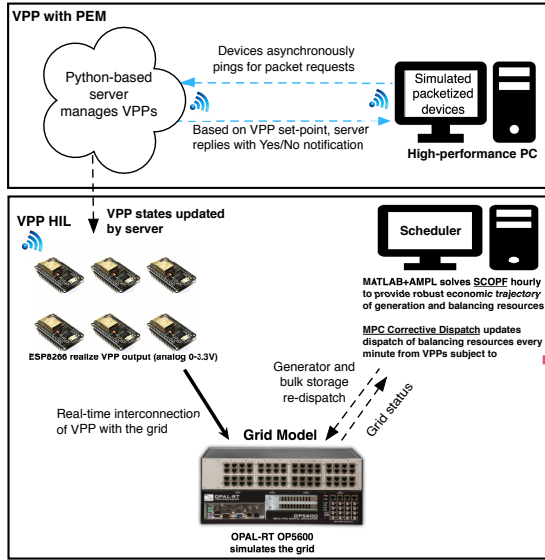 VPP with PEM
Devices asynchronously
pings for packet requests
Python-based
server
manages VPPs
Simulated
packetized
devices
Based on VPP set-point, server
replies with Yes/No notification
High-performance PC
VPP HIL
VPP states updated
by server
Scheduler
MATLAB+AMPL solves SCOPF hourly
to provide robust economic trajectory
of generation and balancing resources
MPC Corrective Dispatch updates
dispatch of balancing resources every
minute from VPPs subject to
ESP8266 realize VPP output (analog 0-3.3V)
Generator and
bulk storage
re-dispatch
Grid status
Real-time interconnection
of VPP with the grid
Grid Model
OPAL-RT
OP5600
OPAL-RT OP5600
simulates the grid